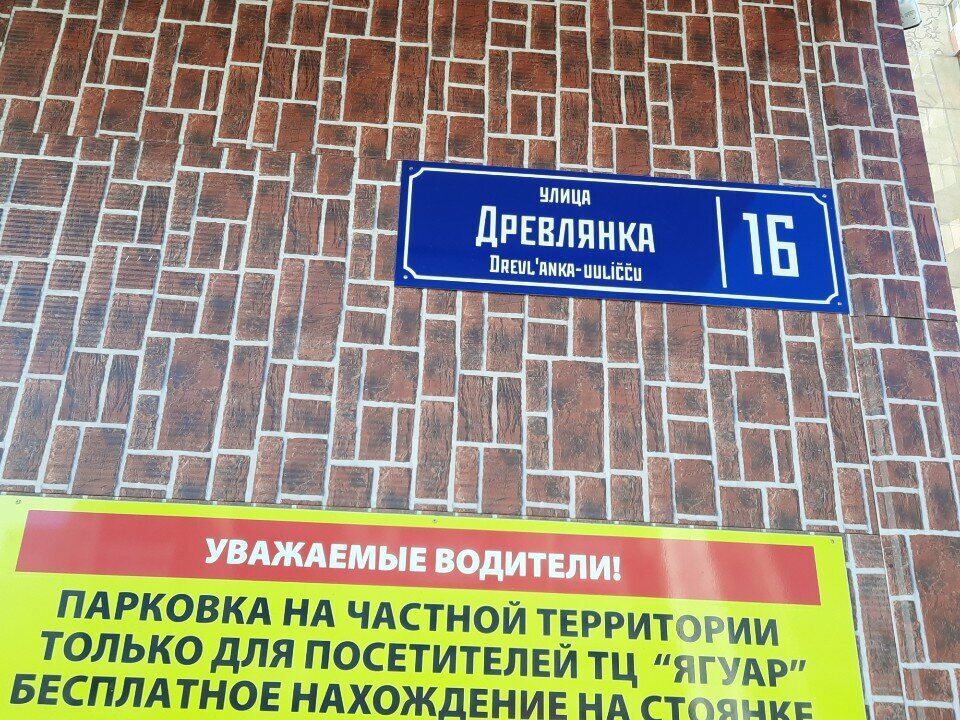 улица
Древлянка
Drevl'anka-uuličču
16
УВАЖАЕМЫЕ ВОДИТЕЛИ!
ПАРКОВКА НА ЧАСТНОЙ ТЕРРИТОРИИ
ТОЛЬКО ДЛЯ ПОСЕТИТЕЛЕЙ ТЦ "ЯГУАР"
БЕСПЛАТНОЕ НАХОЖДЕНИЕ НА СТОЯНКЕ